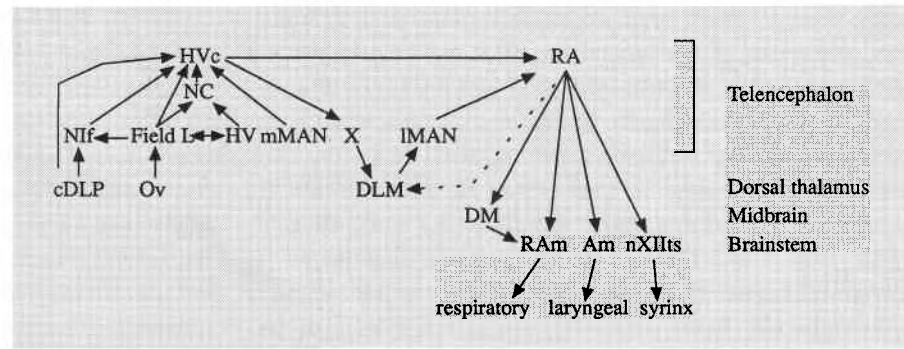 HVc RA
NC
Telencephalon
NIf Field L HV mMAN X lMAN
cDLP Ov DLM Dorsal thalamus
DM Midbrain
RAm Am nXIIts Brainstem
respiratory laryngeal syrinx